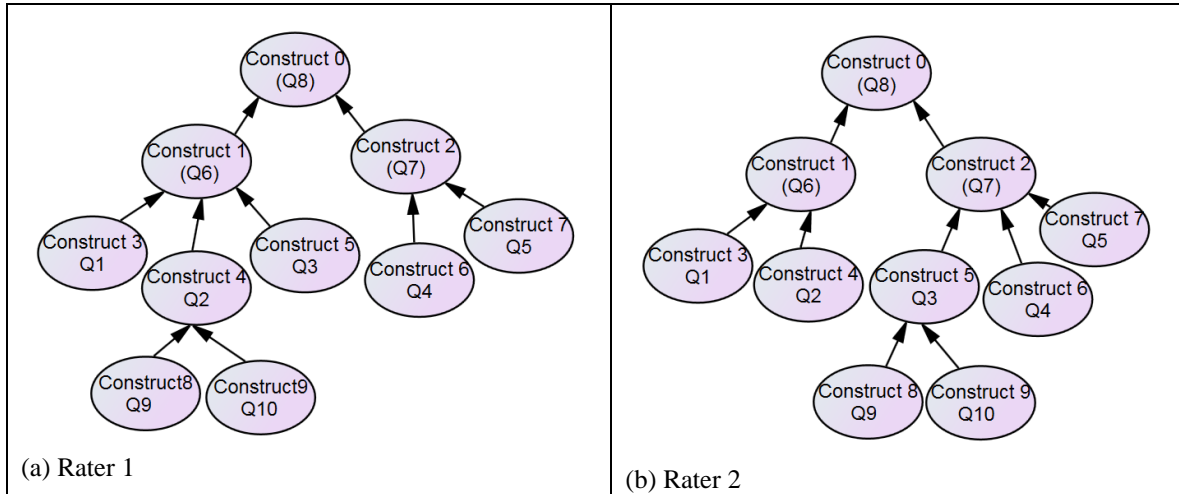 Construct 0
(Q8)
Construct 1
(Q6)
Construct 2
(Q7)
Construct 3
Q1
Construct 4
Q2
Construct 5
Q3
Construct 6
Q4
Construct 7
Q5
Construct8
Q9
Construct9
Q10
(a) Rater 1
Construct 0
(Q8)
Construct 1
(Q6)
Construct 2
(Q7)
Construct 3
Q1
Construct 4
Q2
Construct 5
Q3
Construct 6
Q4
Construct 7
Q5
Construct 8
Q9
Construct 9
Q10
(b) Rater 2